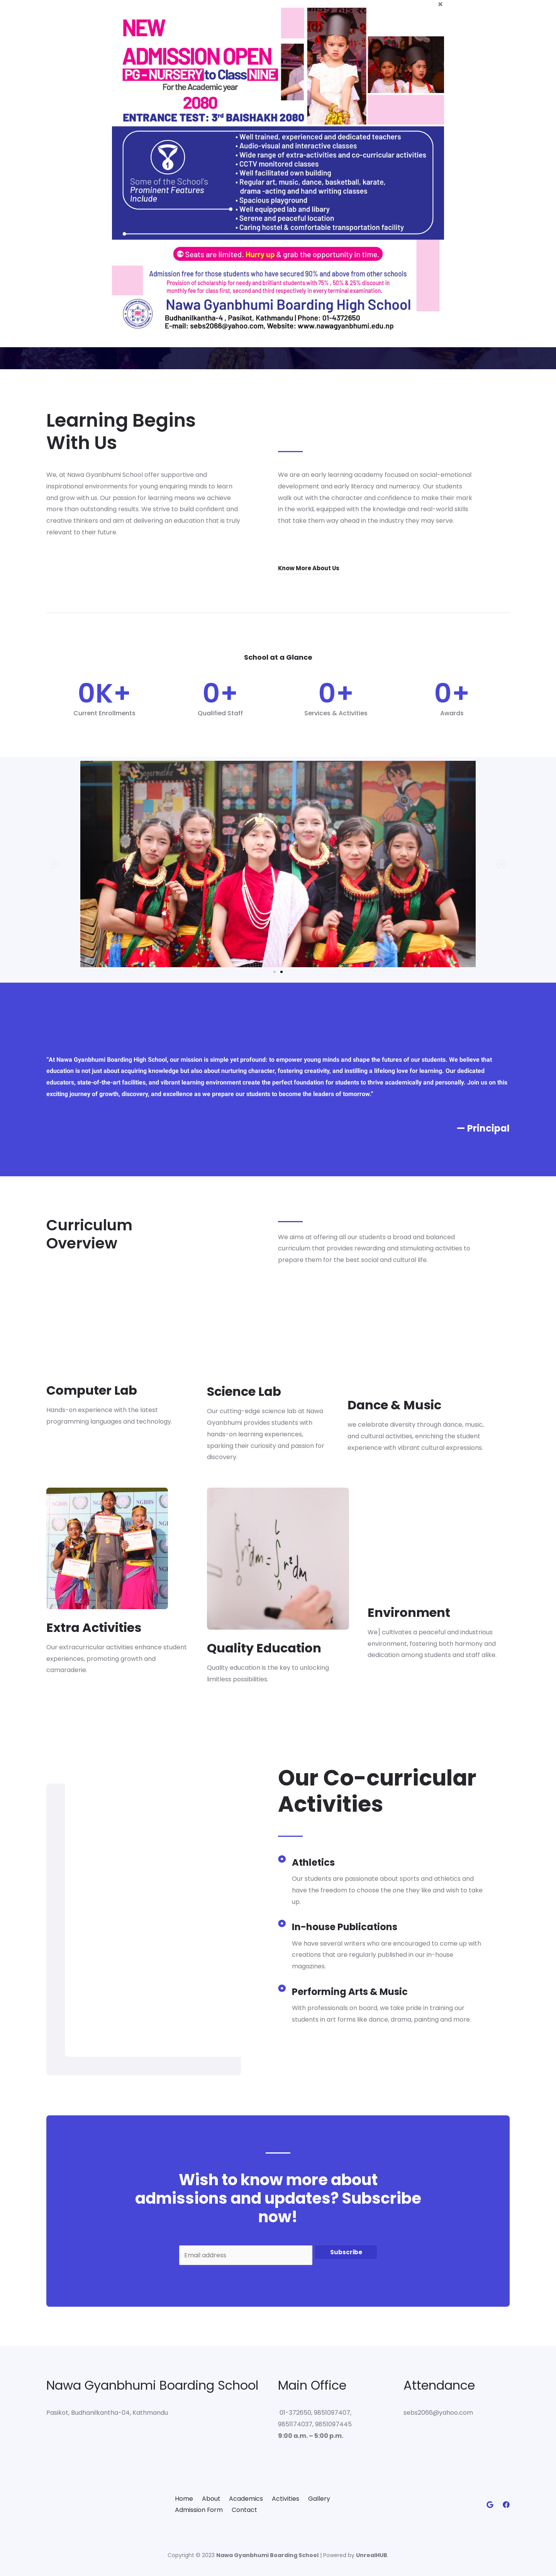 ×
NEW
ADMISSION OPEN
PG - NURSERY to Class NINE
For the Academic year
2080
ENTRANCE TEST: 3rd BAISHAKH 2080
Some of the School's
Prominent Features
Include
• Well trained, experienced and dedicated teachers
• Audio-visual and interactive classes
• Wide range of extra-activities and co-curricular activities
• CCTV monitored classes
• Well facilitated own building
• Regular art, music, dance, basketball, karate,
drama -acting and hand writing classes
• Spacious playground
• Well equipped lab and libary
• Serene and peaceful location
• Caring hostel & comfortable transportation facility
Seats are limited. Hurry up & grab the opportunity in time.
Admission free for those students who have secured 90% and above from other schools
Provision of scholarship for needy and briliant students with 75% , 50% & 25% discount in
monthly fee for class first, second and third respectively in every terminal examination.
Nawa Gyanbhumi Boarding High School
Budhanilkantha-4 , Pasikot, Kathmandu | Phone: 01-4372650
E-mail: sebs2066@yahoo.com, Website: www.nawagyanbhumi.edu.np
Learning Begins
With Us
We, at Nawa Gyanbhumi School offer supportive and
inspirational environments for young enquiring minds to learn
and grow with us. Our passion for learning means we achieve
more than outstanding results. We strive to build confident and
creative thinkers and aim at delivering an education that is truly
relevant to their future.
We are an early learning academy focused on social-emotional
development and early literacy and numeracy. Our students
walk out with the character and confidence to make their mark
in the world, equipped with the knowledge and real-world skills
that take them way ahead in the industry they may serve.
Know More About Us
School at a Glance
0K+
Current Enrollments
0+
Qualified Staff
0+
Services & Activities
0+
Awards
"At Nawa Gyanbhumi Boarding High School, our mission is simple yet profound: to empower young minds and shape the futures of our students. We believe that
education is not just about acquiring knowledge but also about nurturing character, fostering creativity, and instilling a lifelong love for learning. Our dedicated
educators, state-of-the-art facilities, and vibrant learning environment create the perfect foundation for students to thrive academically and personally. Join us on this
exciting journey of growth, discovery, and excellence as we prepare our students to become the leaders of tomorrow."
— Principal
Curriculum
Overview
We aims at offering all our students a broad and balanced
curriculum that provides rewarding and stimulating activities to
prepare them for the best social and cultural life.
Computer Lab
Hands-on experience with the latest
programming languages and technology.
Science Lab
Our cutting-edge science lab at Nawa
Gyanbhumi provides students with
hands-on learning experiences,
sparking their curiosity and passion for
discovery.
Dance & Music
we celebrate diversity through dance, music,
and cultural activities, enriching the student
experience with vibrant cultural expressions.
Extra Activities
Our extracurricular activities enhance student
experiences, promoting growth and
camaraderie.
Quality Education
Quality education is the key to unlocking
limitless possibilities.
Environment
We] cultivates a peaceful and industrious
environment, fostering both harmony and
dedication among students and staff alike.
Our Co-curricular
Activities
Athletics
Our students are passionate about sports and athletics and
have the freedom to choose the one they like and wish to take
up.
In-house Publications
We have several writers who are encouraged to come up with
creations that are regularly published in our in-house
magazines.
Performing Arts & Music
With professionals on board, we take pride in training our
students in art forms like dance, drama, painting and more.
Wish to know more about
admissions and updates? Subscribe
now!
Email address
Subscribe
Nawa Gyanbhumi Boarding School
Pasikot, Budhanilkantha-04, Kathmandu
Main Office
01-372650, 9851097407,
9851174037, 9851097445
9:00 a.m. – 5:00 p.m.
Attendance
sebs2066@yahoo.com
Home About Academics Activities Gallery
Admission Form Contact
Copyright © 2023 Nawa Gyanbhumi Boarding School | Powered by UnrealHUB.